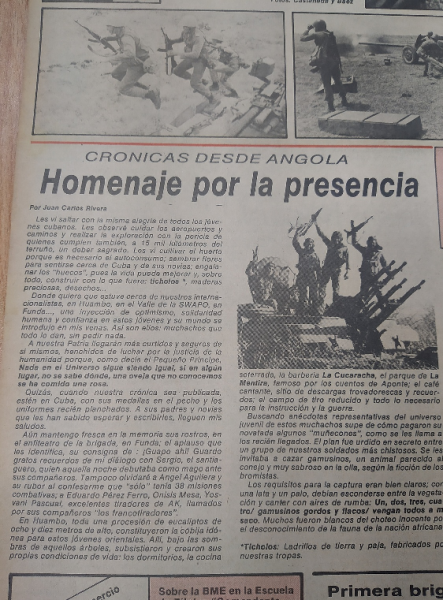 Fotos: Castañeda y Báez
CRONICAS DESDE ANGOLA
Homenaje por la presencia
Por Juan Carlos Rivera
Les vi saltar con la misma alegría de todos los jóve-
nes cubanos. Les observé cuidar los aeropuertos y
caminos y realizar la exploración con la pericia de
quienes cumplen también, a 15 mil kilómetros del
terruño, un deber sagrado. Les vi cultivar el huerto
porque es necesario el autoconsumo; sembrar flores
para sentirse cerca de Cuba y de sus novias; engala-
nar los "huecos", pues la vida puede mejorar y, sobre
todo, construir con lo que fuere: ticholos *, maderas
preciosas, desechos...
Donde quiera que estuve cerca de nuestros interna-
cionalistas, en Huambo, en el Valle de la SWAPO, en
Funda..., una inyección de optimismo, solidaridad
humana y confianza en estos jóvenes y su mundo se
introdujo en mis venas. Así son ellos: muchachos que
todo lo dan, sin pedir nada.
A nuestra Patria llegarán más curtidos y seguros de
sí mismos, henchidos de luchar por la justicia de la
humanidad porque, como decía el Pequeño Príncipe,
Nada en el Universo sigue siendo igual, si en algún
lugar, no se sabe dónde, una oveja que no conocemos
se ha comido una rosa.
Quizás, cuando nuestra crónica sea publicada,
estén en Cuba, con sus medallas en el pecho y los
uniformes recién planchados. A sus padres y novias
que les han sabido esperar y escribirles, lleguen mis
saludos.
Aún mantengo frescos en la memoria sus rostros, en
el anfiteatro de la brigada, en Funda; el aplauso que
les identifica, su consigna de : ¡Guapo ahí! Guardo
gratos recuerdos de mi diálogo con Sergio, el santia-
guero, quien aquella noche debutaba como mago ante
sus compañeros. Tampoco olvidaré a Angel Aguilera y
su rubor al confesarme que "sólo" tenía 38 misiones
combativas; e Eduardo Pérez Ferro, Orisis Mesa, Yos-
vani Pascual, excelentes tiradores de AK, llamados por
sus compañeros "los francotiradores".
En Huambo, toda una procesión de eucaliptos de
ocho y diez metros de alto, constituyeron la cobija idó-
nea para estos jóvenes orientales. Allí, bajo las som-
bras de aquellos árboles, subsistieron y crearon sus
propias condiciones de vida: los dormitorios, la cocina
soterrado, la barbería La Cucaracha, el parque de La
Mentira, famoso por los cuentos de Aponte; el café
cantante, sitio de descargas trovadorescas y recuer-
dos; el campo de tiro reducido y todo lo necesario
para la instrucción y la guerra.
Buscando anécdotas representativas del universo
juvenil de estos muchachos supe de cómo pagaron su
novatada algunos "muñecones", como se les llama a
los recién llegados. El plan fue urdido en secreto entre
un grupo de nuestros soldados más chistosos. Se les
invitaba a cazar gamusinos, un animal parecido al
conejo y muy sabroso en la olla, según la ficción de los
bromistas.
Los requisitos para la captura eran bien claros: con
una lata y un palo, debían esconderse entre la vegeta-
ción y cantar con aires de rumba: Un, dos, tres, cua-
tro/ gamusinos gordos y flacos/ vengan todos a mi
saco. Muchos fueron blancos del choteo inocente por
el desconocimiento de la fauna de la nación africana.
*Ticholos: Ladrillos de tierra y paja, fabricados por
nuestras tropas.
Sobre la BME en la Escuela
Primera brig